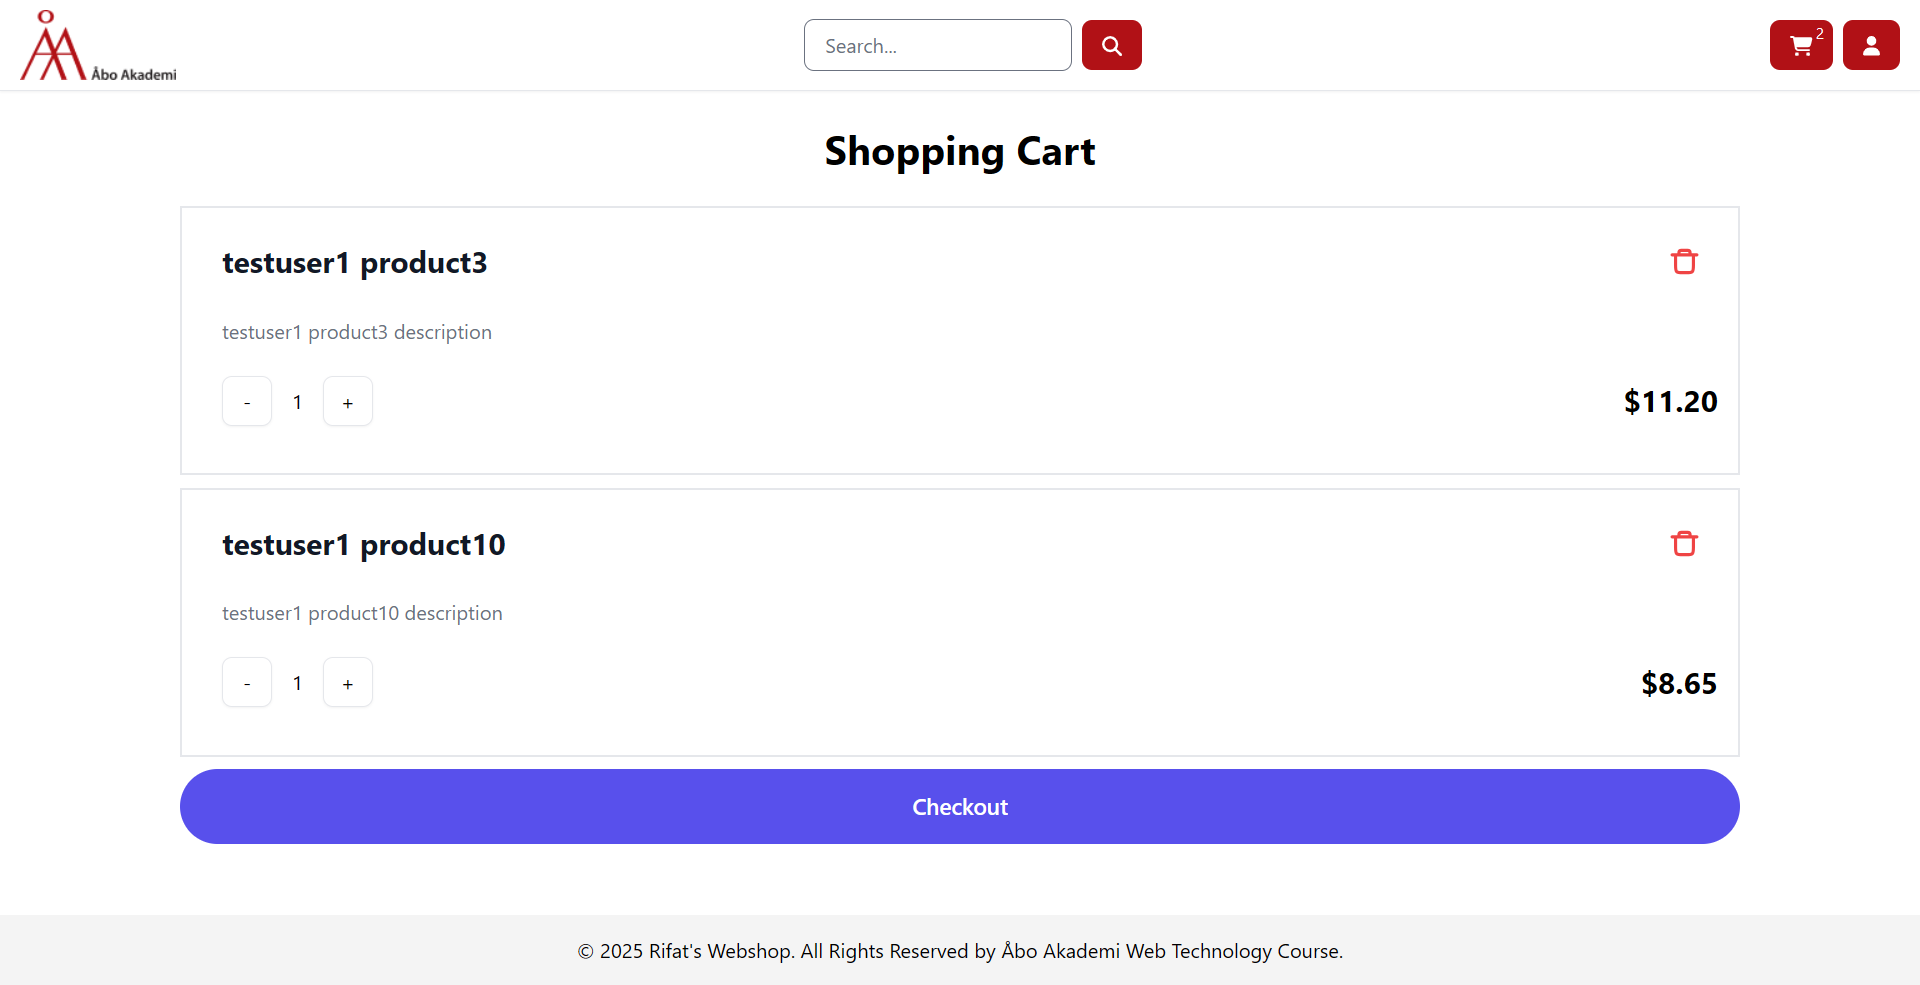 Åbo Akademi
Search...
2
Shopping Cart
testuser1 product3
testuser1 product3 description
- 1 +
$11.20
testuser1 product10
testuser1 product10 description
- 1 +
$8.65
Checkout
© 2025 Rifat's Webshop. All Rights Reserved by Åbo Akademi Web Technology Course.